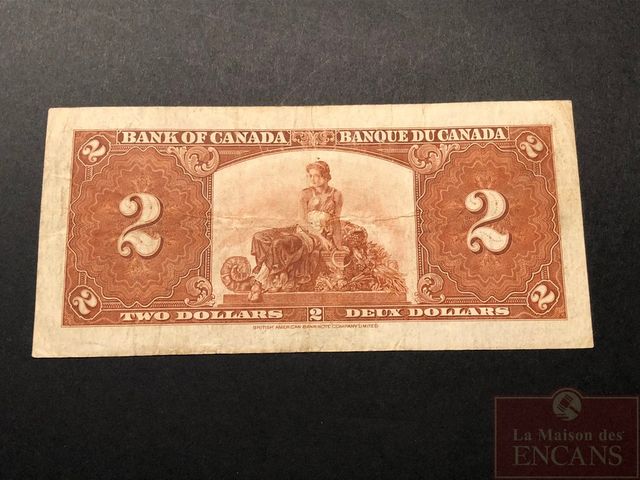 BANK OF CANADA BANQUE DU CANADA
2 2
2 2
2 2
TWO DOLLARS 2 DEUX DOLLARS
BRITISH AMERICAN BANK NOTE COMPANY LIMITED
La Maison des
ENCANS